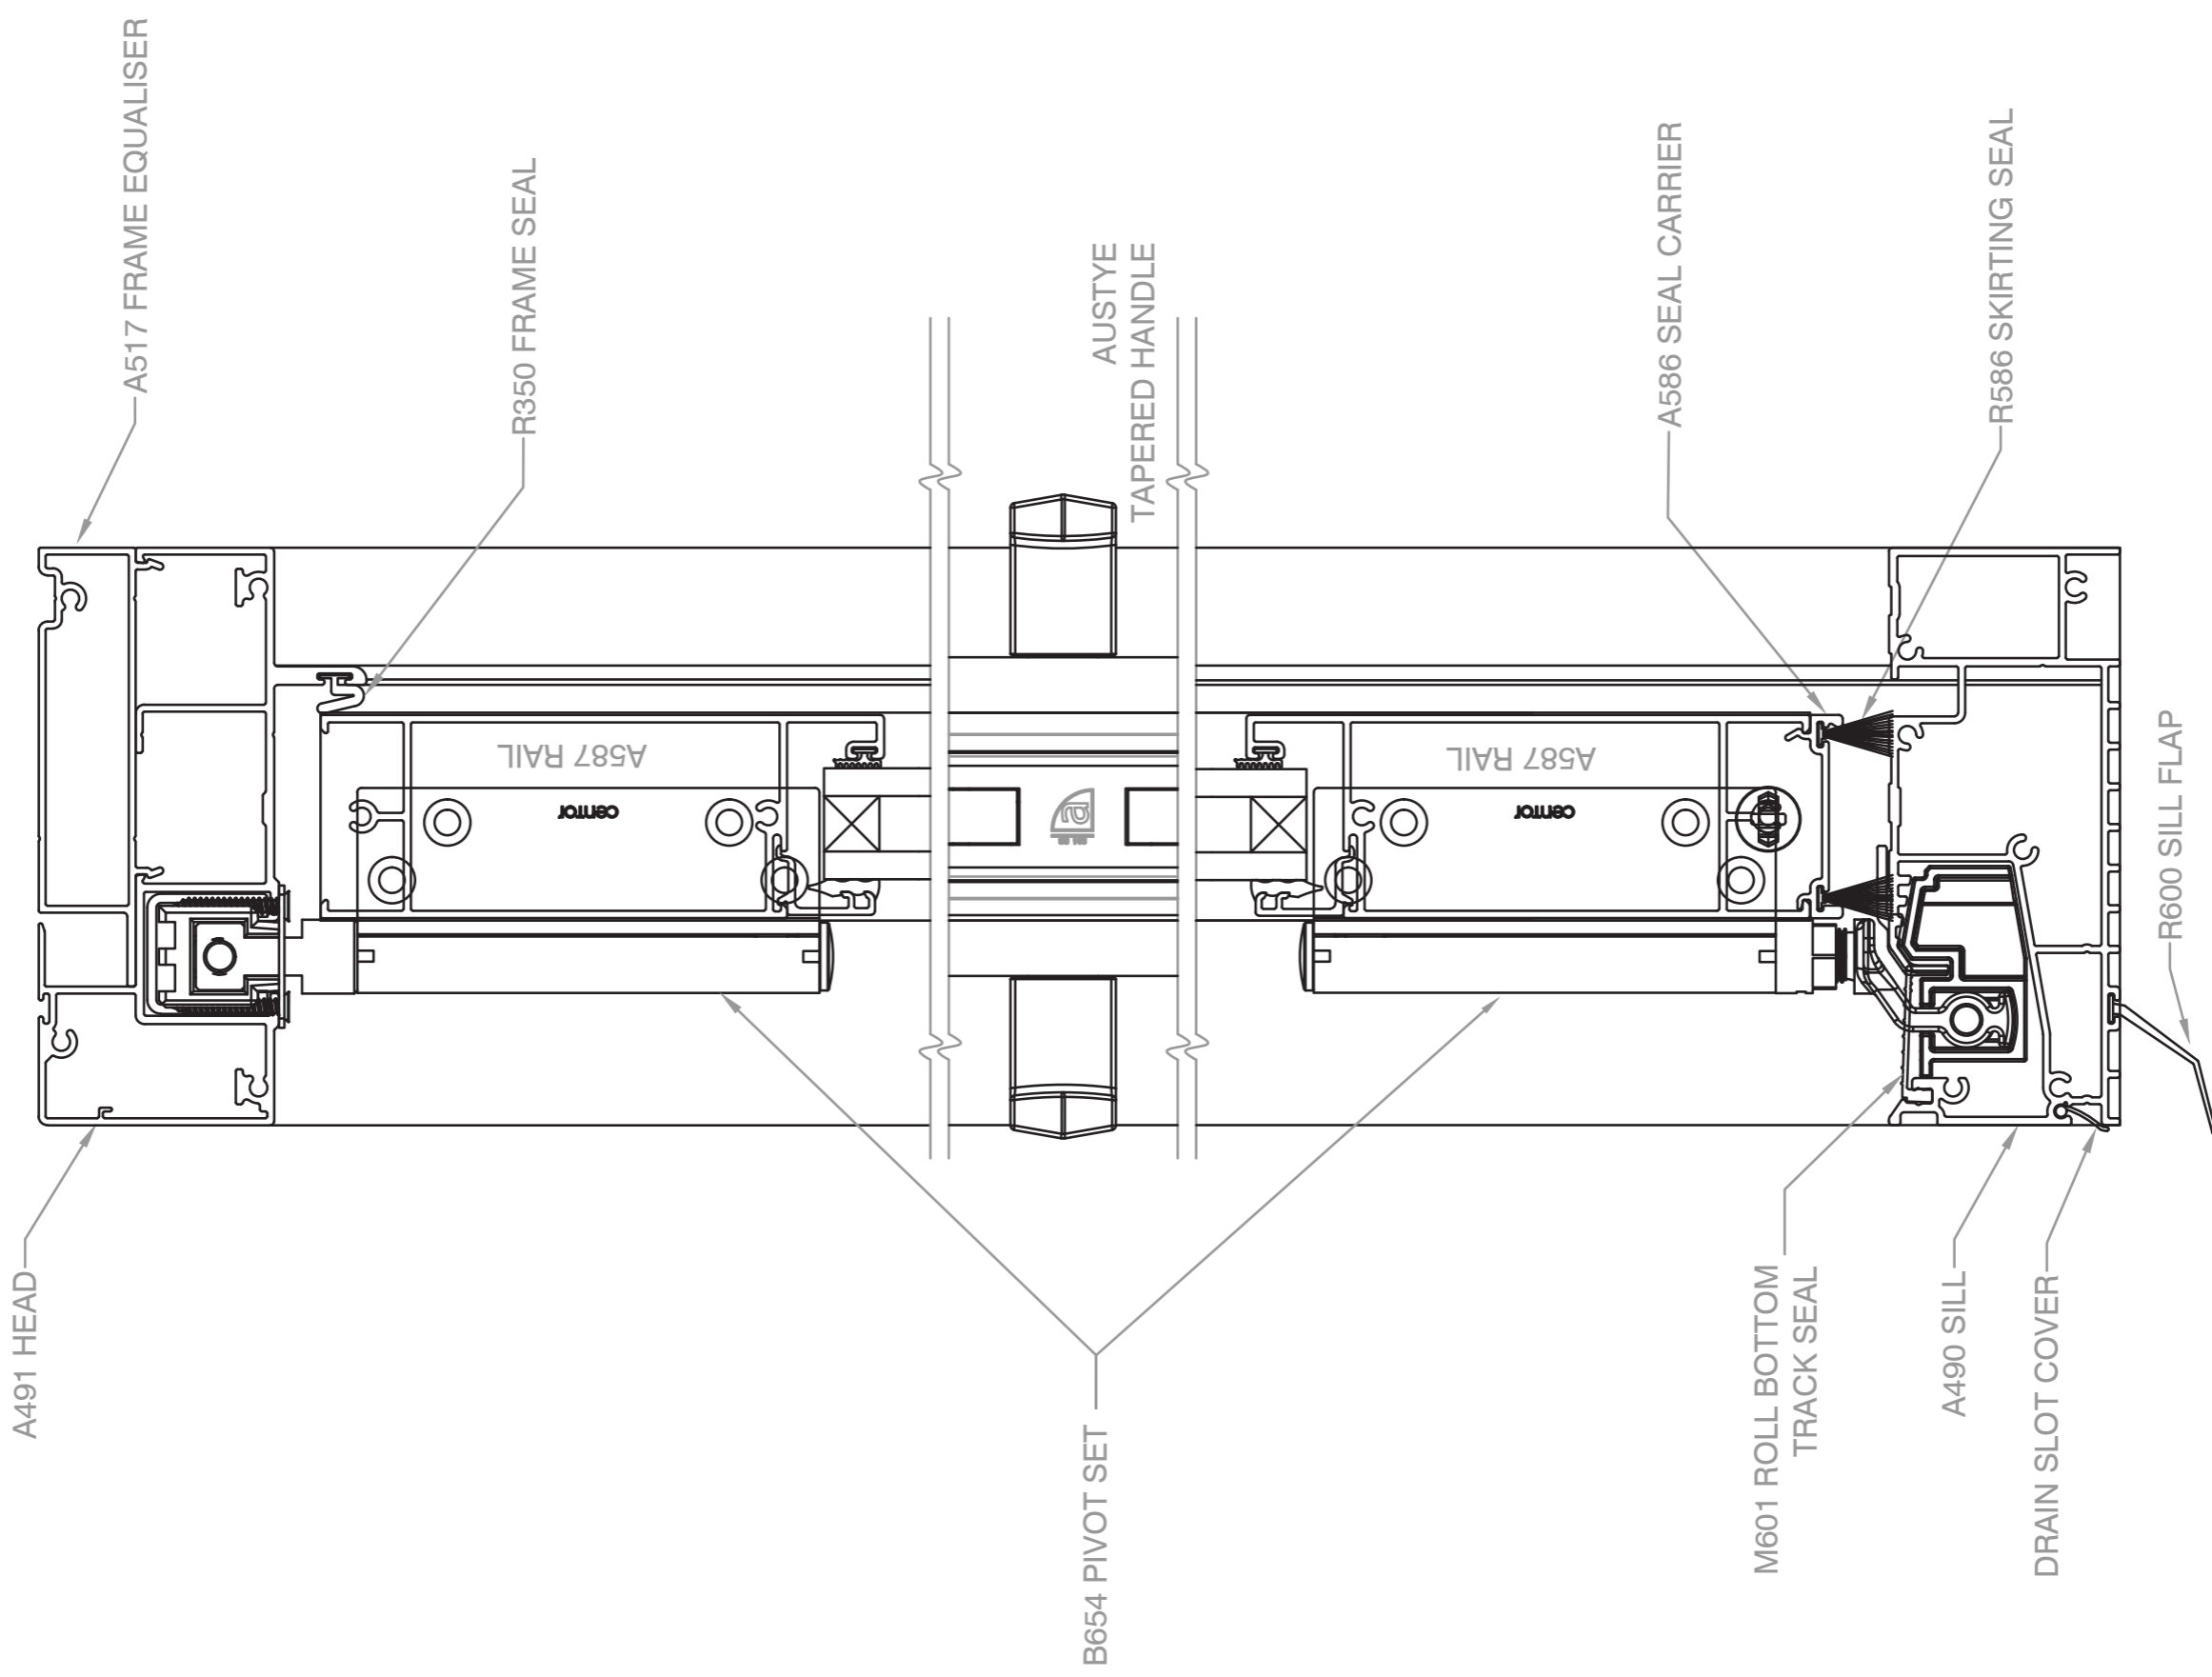 A517 FRAME EQUALISER
R350 FRAME SEAL
AUSTYE
TAPERED HANDLE
A586 SEAL CARRIER
R586 SKIRTING SEAL
R600 SILL FLAP
A587 RAIL
centor
a
A587 RAIL
centor
A491 HEAD
B654 PIVOT SET
M601 ROLL BOTTOM
TRACK SEAL
A490 SILL
DRAIN SLOT COVER